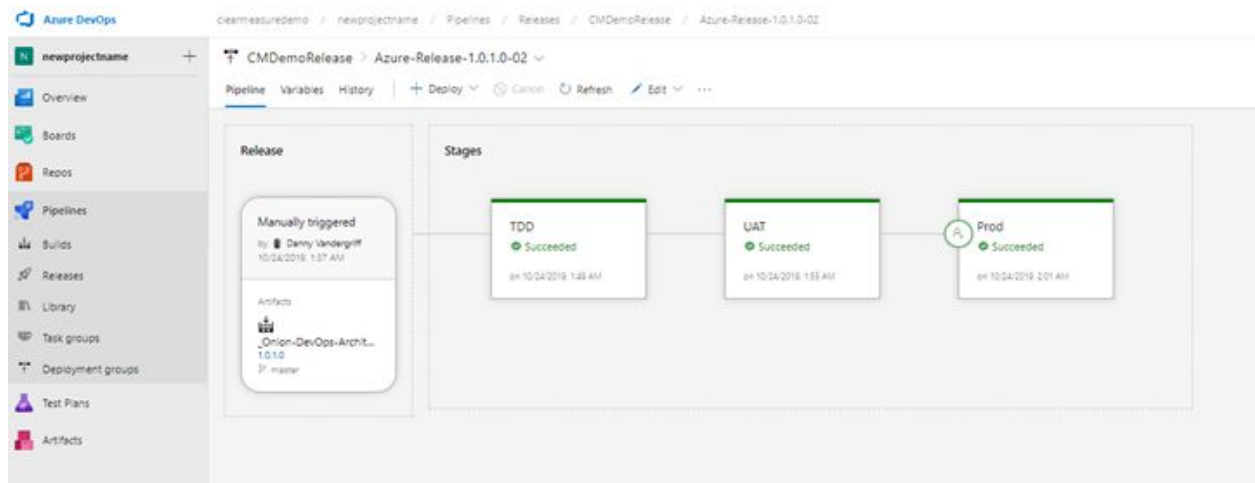 Azure DevOps
clearmeasuredemo / newprojectname / Pipelines / Releases / CMDemoRelease / Azure-Release-1.0.1.0-02
N newprojectname +
CMDemoRelease > Azure-Release-1.0.1.0-02
Pipeline Variables History + Deploy Cancel Refresh Edit ...
Overview
Boards
Repos
Pipelines
Builds
Releases
Library
Task groups
Deployment groups
Test Plans
Artifacts
Release
Manually triggered
by Danny Vandergriff
10/24/2019, 1:37 AM
Artifacts
_Onion-DevOps-Archit...
1.0.1.0
master
Stages
TDD
Succeeded
on 10/24/2019 1:49 AM
UAT
Succeeded
on 10/24/2019 1:55 AM
Prod
Succeeded
on 10/24/2019 2:01 AM